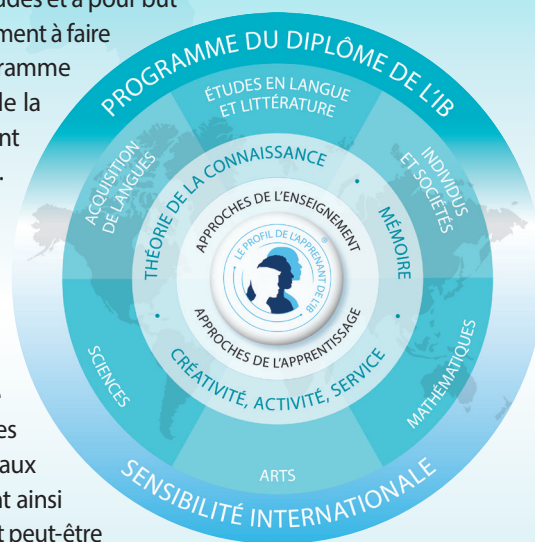 udes et a pour but
ment à faire
ramme
de la
nt
.
es
aux
nt ainsi
t peut-être
PROGRAMME DU DIPLÔME DE L'IB
ÉTUDES EN LANGUE
ET LITTÉRATURE
ACQUISITION
DE LANGUES
INDIVIDUS
ET SOCIÉTÉS
THÉORIE DE LA CONNAISSANCE
•
MÉMOIRE
•
APPROCHES DE L'ENSEIGNEMENT
LE PROFIL DE L'APPRENANT DE L'IB
®
APPROCHES DE L'APPRENTISSAGE
•
CRÉATIVITÉ, ACTIVITÉ, SERVICE
SCIENCES
MATHÉMATIQUES
ARTS
SENSIBILITÉ INTERNATIONALE